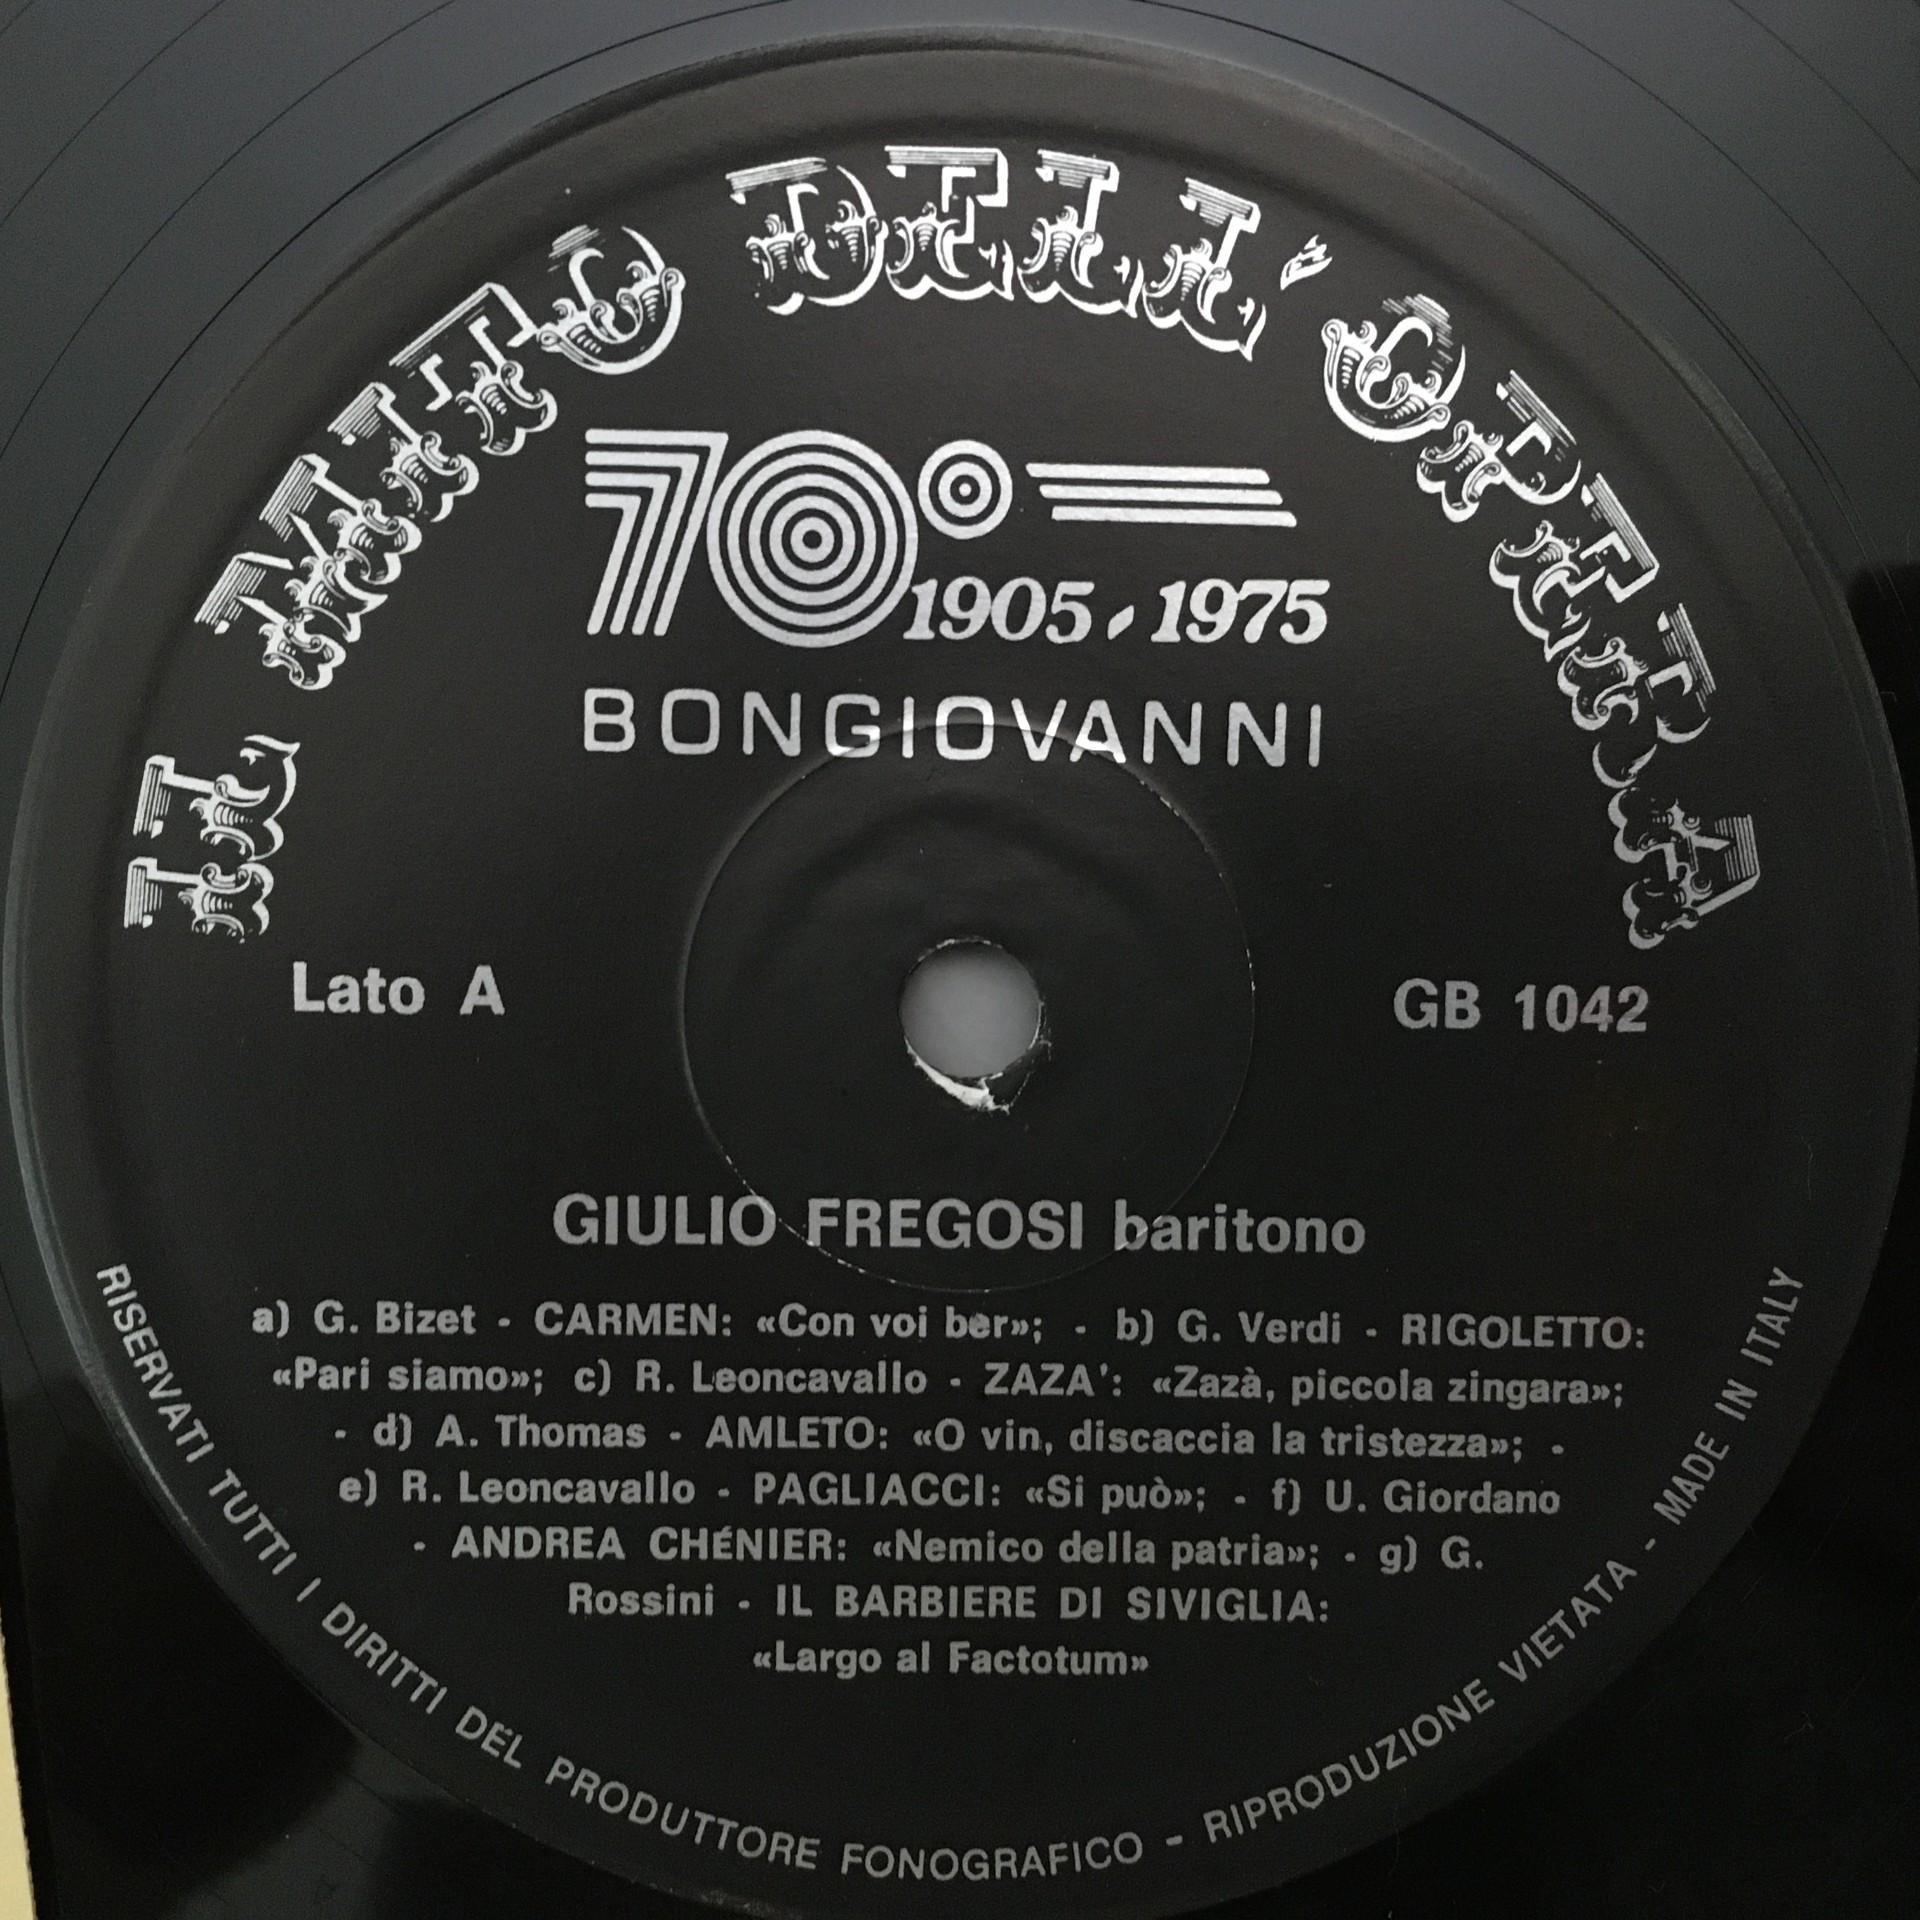 IL MITO DELL'OPERA
70°
1905-1975
BONGIOVANNI
Lato A
GB 1042
GIULIO FREGOSI baritono
a) G. Bizet - CARMEN: «Con voi ber»; - b) G. Verdi - RIGOLETTO:
«Pari siamo»; c) R. Leoncavallo - ZAZA': «Zazà, piccola zingara»;
- d) A. Thomas - AMLETO: «O vin, discaccia la tristezza»; -
e) R. Leoncavallo - PAGLIACCI: «Si può»; - f) U. Giordano
- ANDREA CHÉNIER: «Nemico della patria»; - g) G.
Rossini - IL BARBIERE DI SIVIGLIA:
«Largo al Factotum»
RISERVATI TUTTI I DIRITTI DEL PRODUTTORE FONOGRAFICO - RIPRODUZIONE VIETATA - MADE IN ITALY